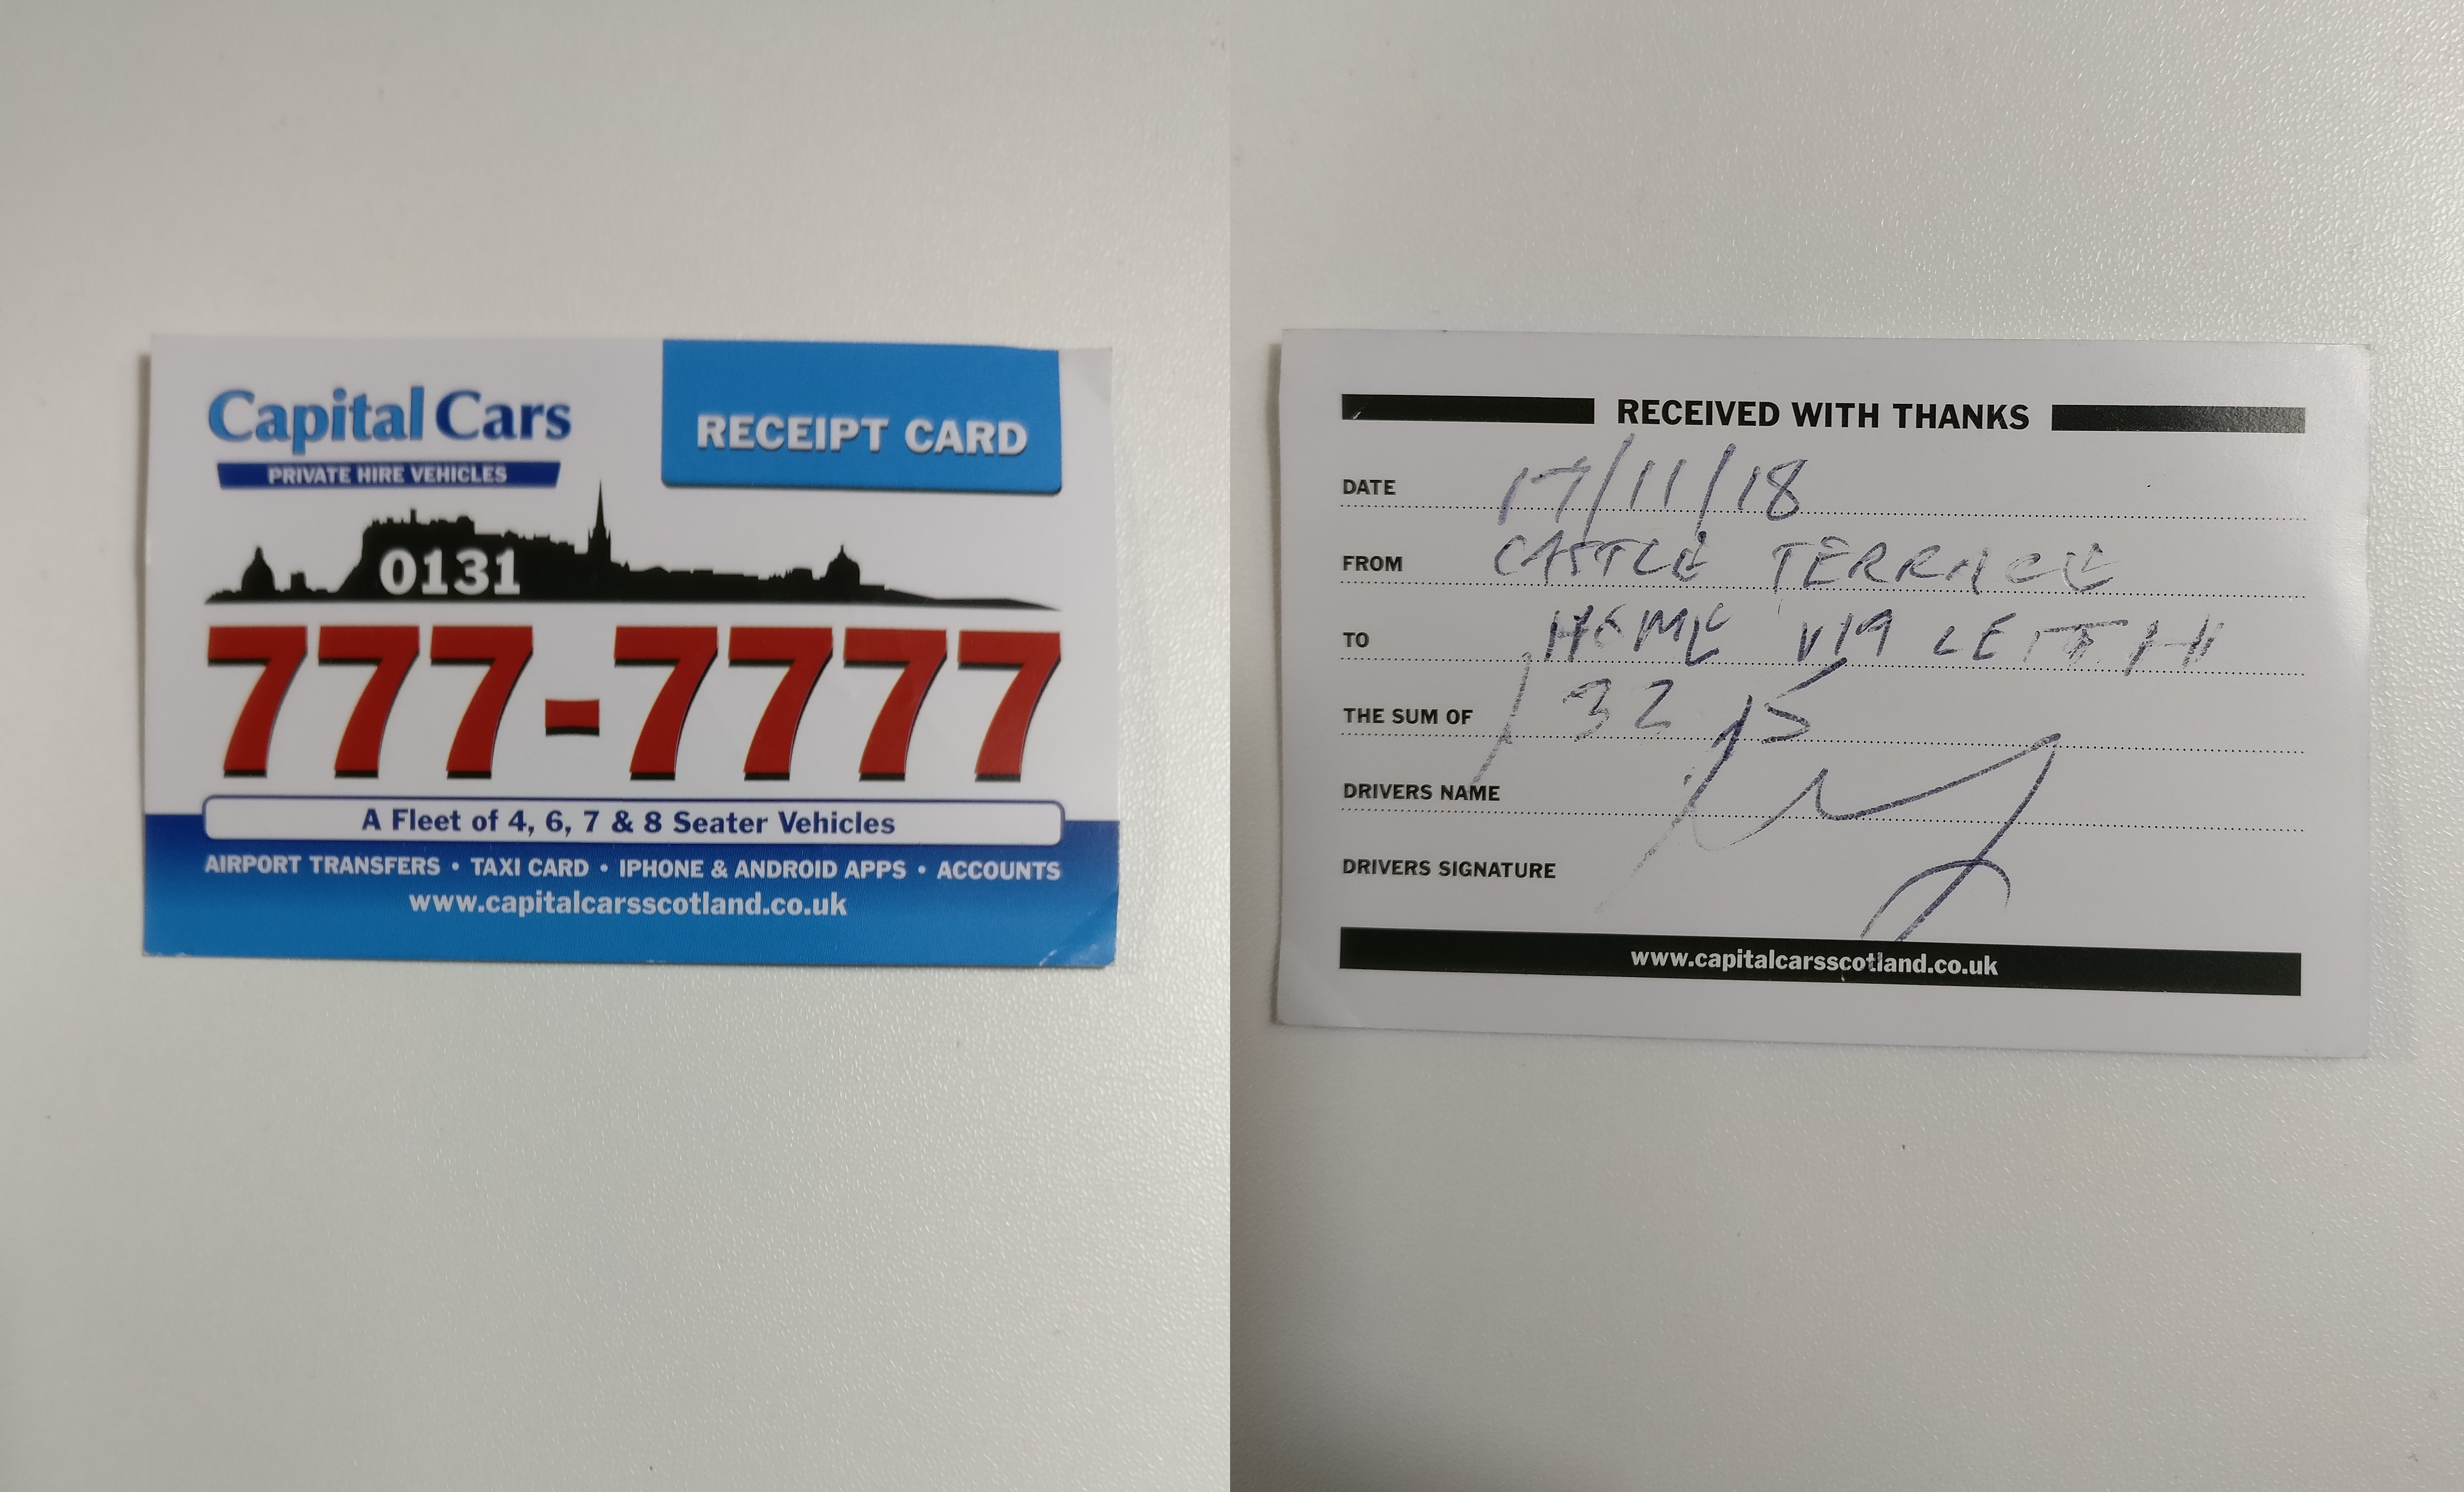 Capital Cars
RECEIPT CARD
PRIVATE HIRE VEHICLES
0131
777-7777
A Fleet of 4, 6, 7 & 8 Seater Vehicles
AIRPORT TRANSFERS • TAXI CARD • IPHONE & ANDROID APPS • ACCOUNTS
www.capitalcarsscotland.co.uk
RECEIVED WITH THANKS
DATE 17/11/18
FROM CASTLE TERRACE
TO HOME VIA LEITH
THE SUM OF 32 15
DRIVERS NAME
DRIVERS SIGNATURE
www.capitalcarsscotland.co.uk